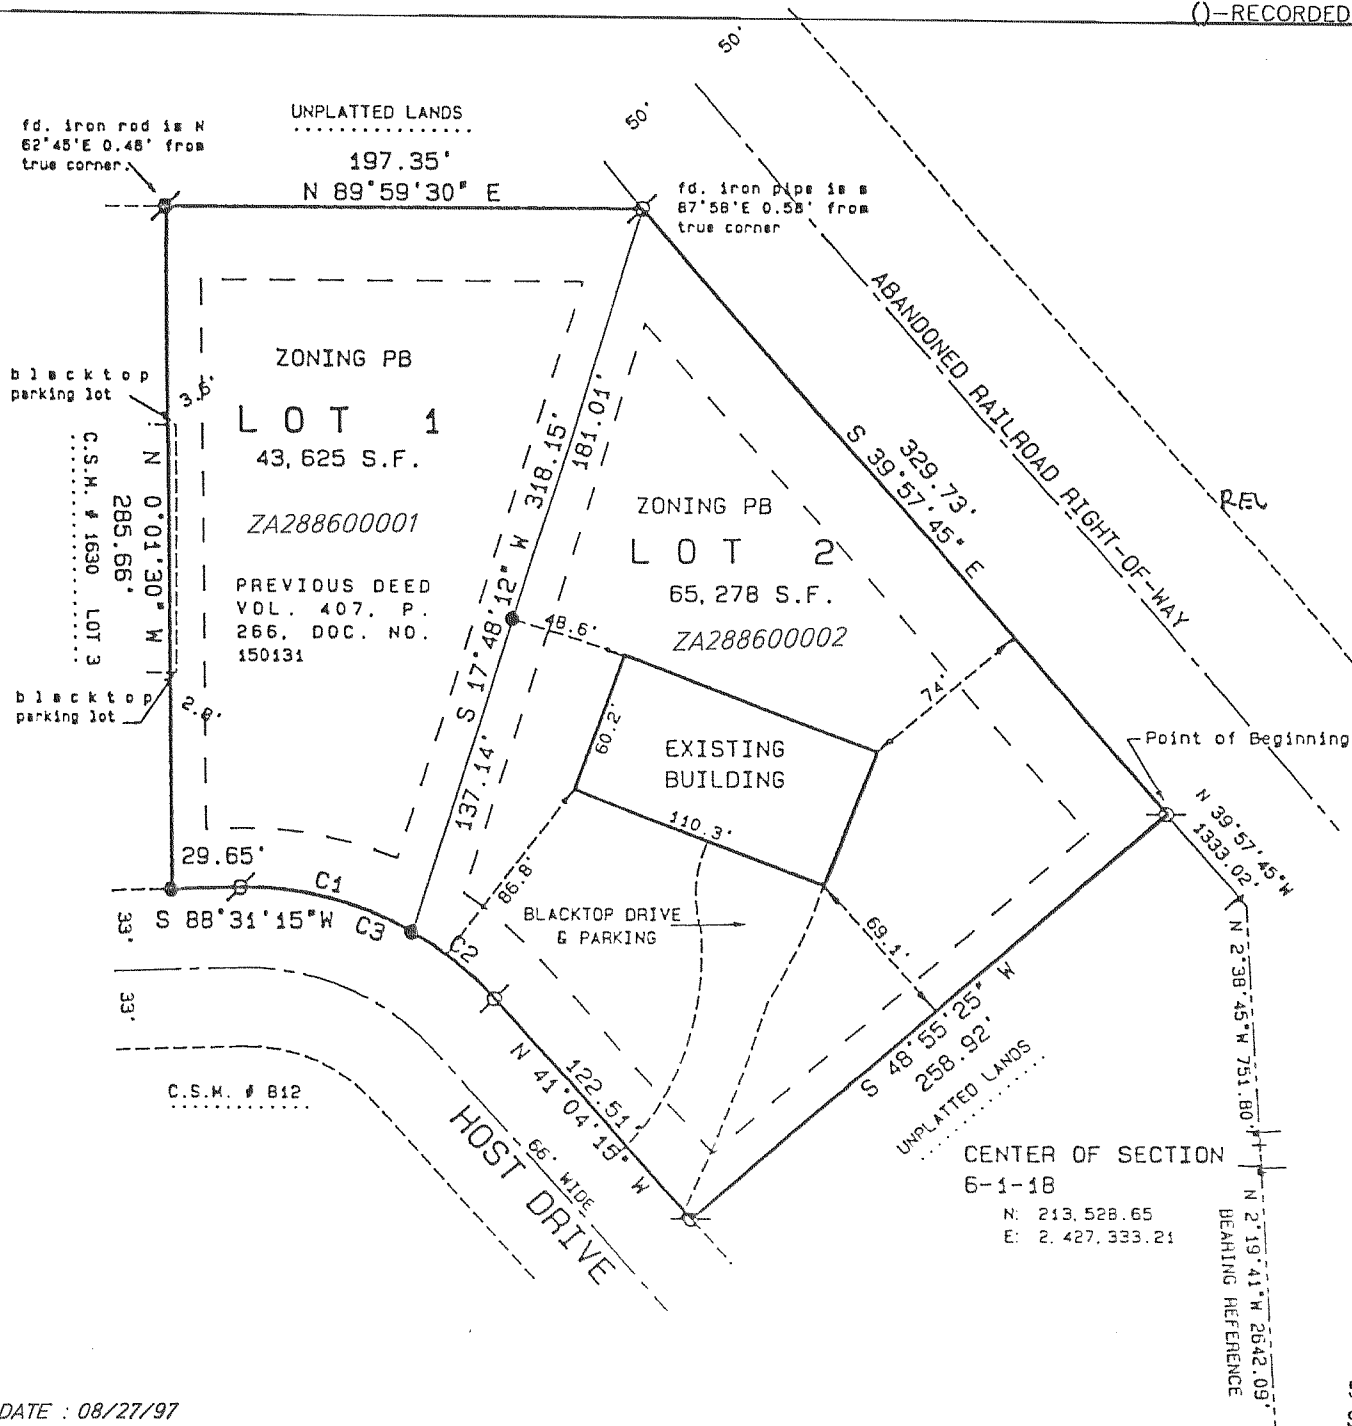 ()-RECORDED
50'
50'
UNPLATTED LANDS
197.35'
N 89°59'30" E
fd. iron rod is N
62°45'E 0.48' from
true corner.
fd. iron pipe is s
87°58'E 0.58' from
true corner
ABANDONED RAILROAD RIGHT-OF-WAY
REV
ZONING PB
LOT 1
43,625 S.F.
ZA288600001
PREVIOUS DEED
VOL. 407, P.
266, DOC. NO.
150131
blacktop
parking lot
3.6'
C.S.M. # 1630 LOT 3
N 0°01'30" W
285.66'
blacktop
parking lot
2.8'
S 17°48'12" W 318.15'
181.01'
137.14'
329.73'
S 39°57'45" E
ZONING PB
LOT 2
65,278 S.F.
ZA288600002
48.6'
74'
60.2'
EXISTING
BUILDING
110.3'
86.8'
69.1'
BLACKTOP DRIVE
& PARKING
Point of Beginning
N 39°57'45"W
1333.02'
N 2°38'45"W 751.80'
29.65'
C1
S 88°31'15"W
C3
C2
33'
33'
S 48°55'25" W
258.92'
UNPLATTED LANDS
122.51'
N 41°04'15" W
C.S.M. # 812
66' WIDE
HOST DRIVE
CENTER OF SECTION
6-1-18
N: 213,528.65
E: 2,427,333.21
N 2°19'41"W 2642.09'
BEARING REFERENCE
DATE : 08/27/97